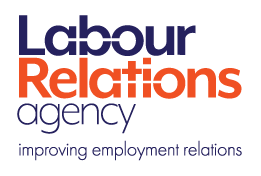 Labour
Relations
agency
improving employment relations